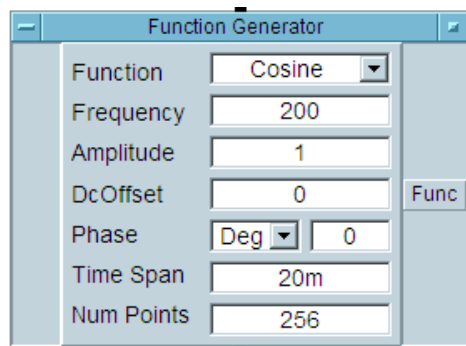 Function Generator
Function Cosine
Frequency 200
Amplitude 1
DcOffset 0
Func
Phase Deg 0
Time Span 20m
Num Points 256